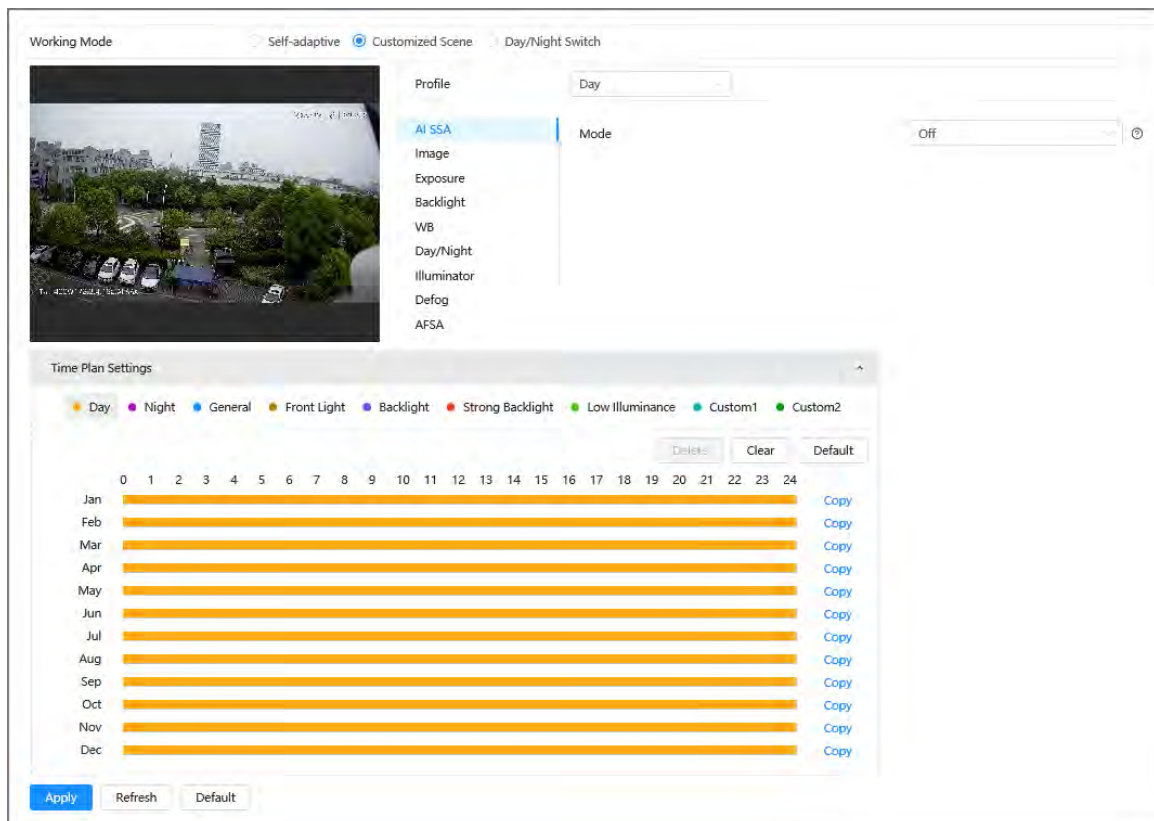 Working Mode Self-adaptive Customized Scene Day/Night Switch
Profile Day
AI SSA Mode Off
Image
Exposure
Backlight
WB
Day/Night
Illuminator
Defog
AFSA
Time Plan Settings
Day Night General Front Light Backlight Strong Backlight Low Illuminance Custom1 Custom2
Delete Clear Default
0 1 2 3 4 5 6 7 8 9 10 11 12 13 14 15 16 17 18 19 20 21 22 23 24
Jan Copy
Feb Copy
Mar Copy
Apr Copy
May Copy
Jun Copy
Jul Copy
Aug Copy
Sep Copy
Oct Copy
Nov Copy
Dec Copy
Apply Refresh Default